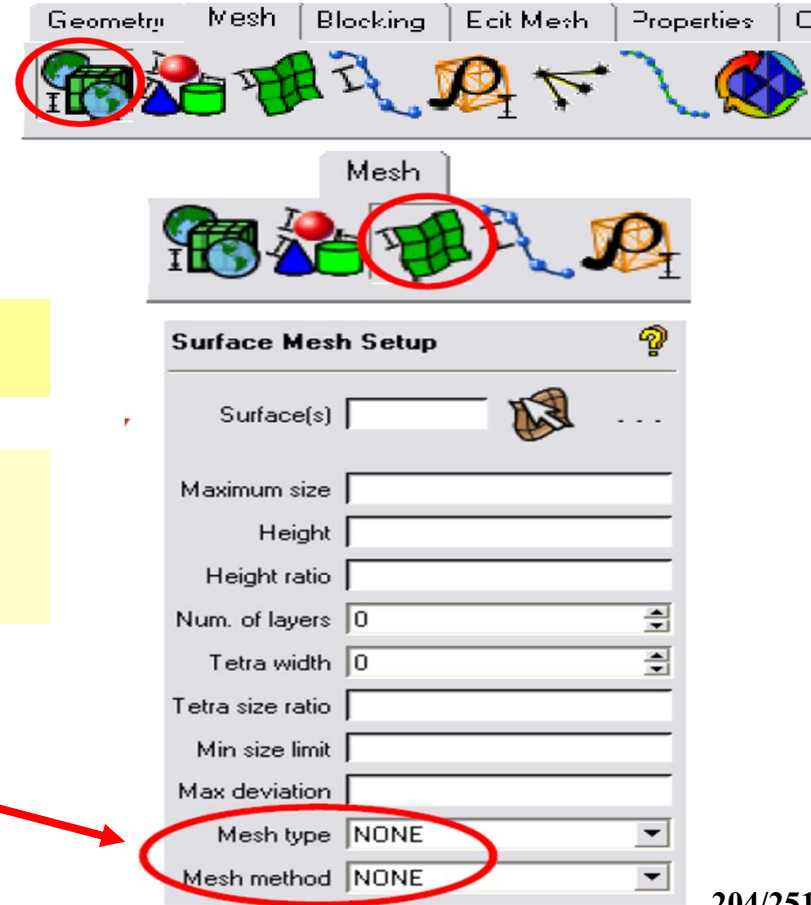 Geometry Mesh Blocking Edit Mesh Properties
Mesh
Surface Mesh Setup
Surface(s) ...
Maximum size
Height
Height ratio
Num. of layers 0
Tetra width 0
Tetra size ratio
Min size limit
Max deviation
Mesh type NONE
Mesh method NONE
204/251